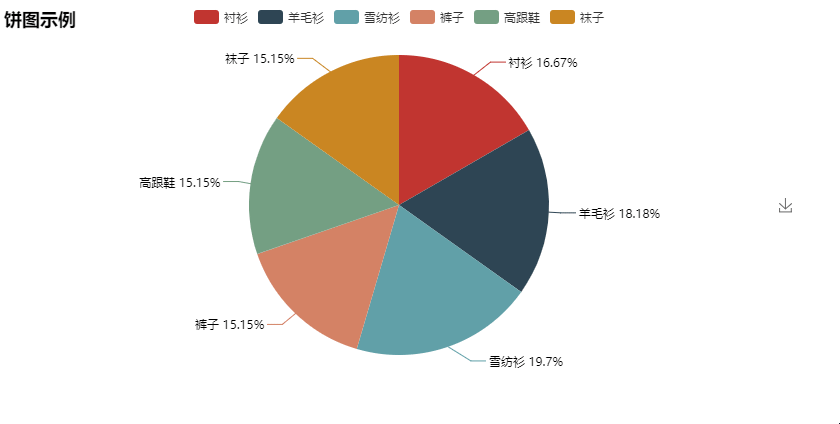 饼图示例
衬衫 羊毛衫 雪纺衫 裤子 高跟鞋 袜子
袜子 15.15%
衬衫 16.67%
高跟鞋 15.15%
羊毛衫 18.18%
裤子 15.15%
雪纺衫 19.7%